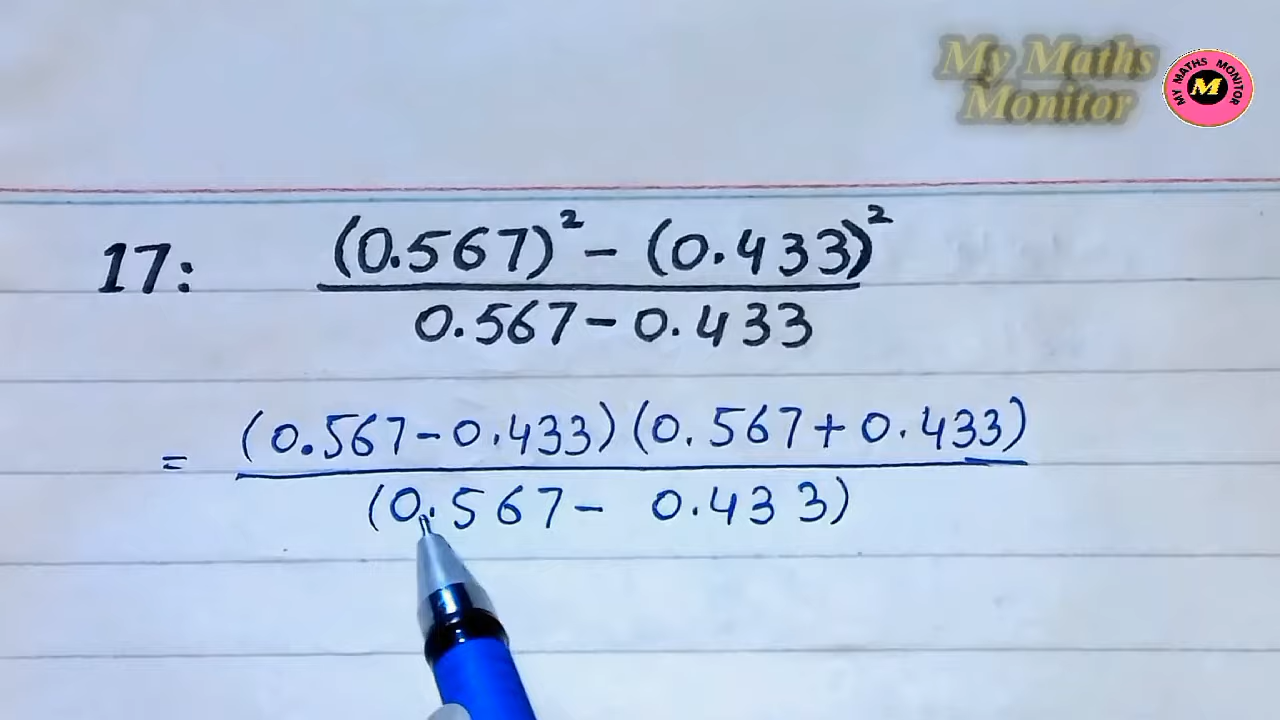 My Maths
Monitor
MY MATHS MONITOR
M
17:
(0.567)² - (0.433)²
0.567 - 0.433
(0.567 - 0.433) (0.567 + 0.433)
=
(0.567 - 0.433)